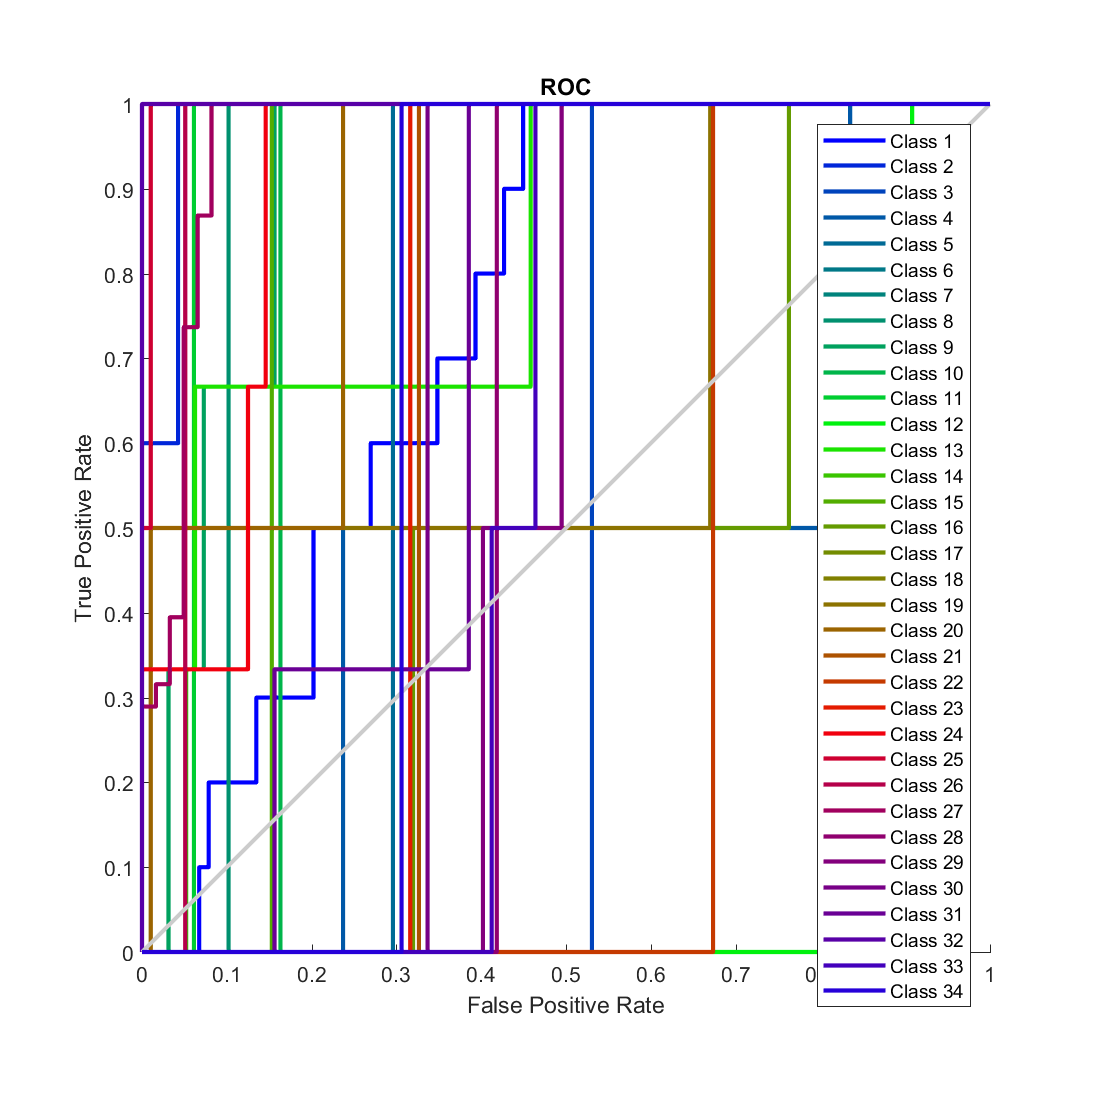 ROC
True Positive Rate
1
0.9
0.8
0.7
0.6
0.5
0.4
0.3
0.2
0.1
0
0 0.1 0.2 0.3 0.4 0.5 0.6 0.7 0 1
False Positive Rate
Class 1
Class 2
Class 3
Class 4
Class 5
Class 6
Class 7
Class 8
Class 9
Class 10
Class 11
Class 12
Class 13
Class 14
Class 15
Class 16
Class 17
Class 18
Class 19
Class 20
Class 21
Class 22
Class 23
Class 24
Class 25
Class 26
Class 27
Class 28
Class 29
Class 30
Class 31
Class 32
Class 33
Class 34